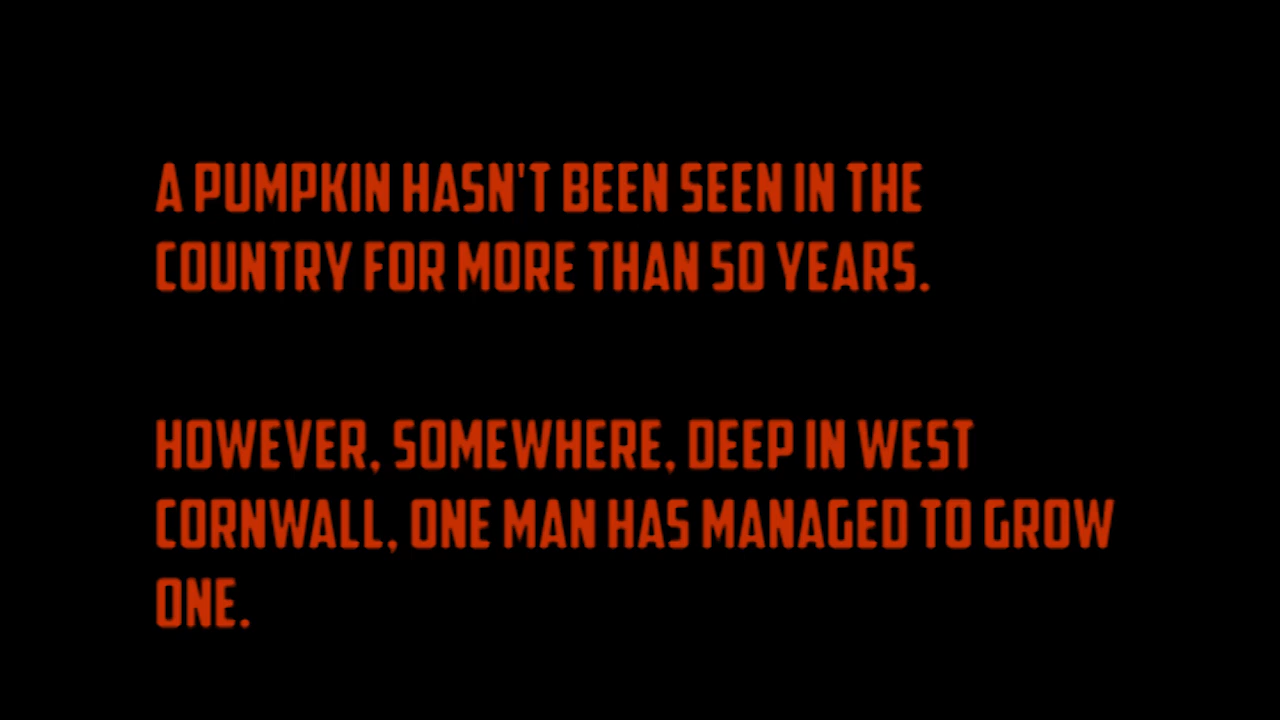 A PUMPKIN HASN'T BEEN SEEN IN THE
COUNTRY FOR MORE THAN 50 YEARS.
HOWEVER, SOMEWHERE, DEEP IN WEST
CORNWALL, ONE MAN HAS MANAGED TO GROW
ONE.